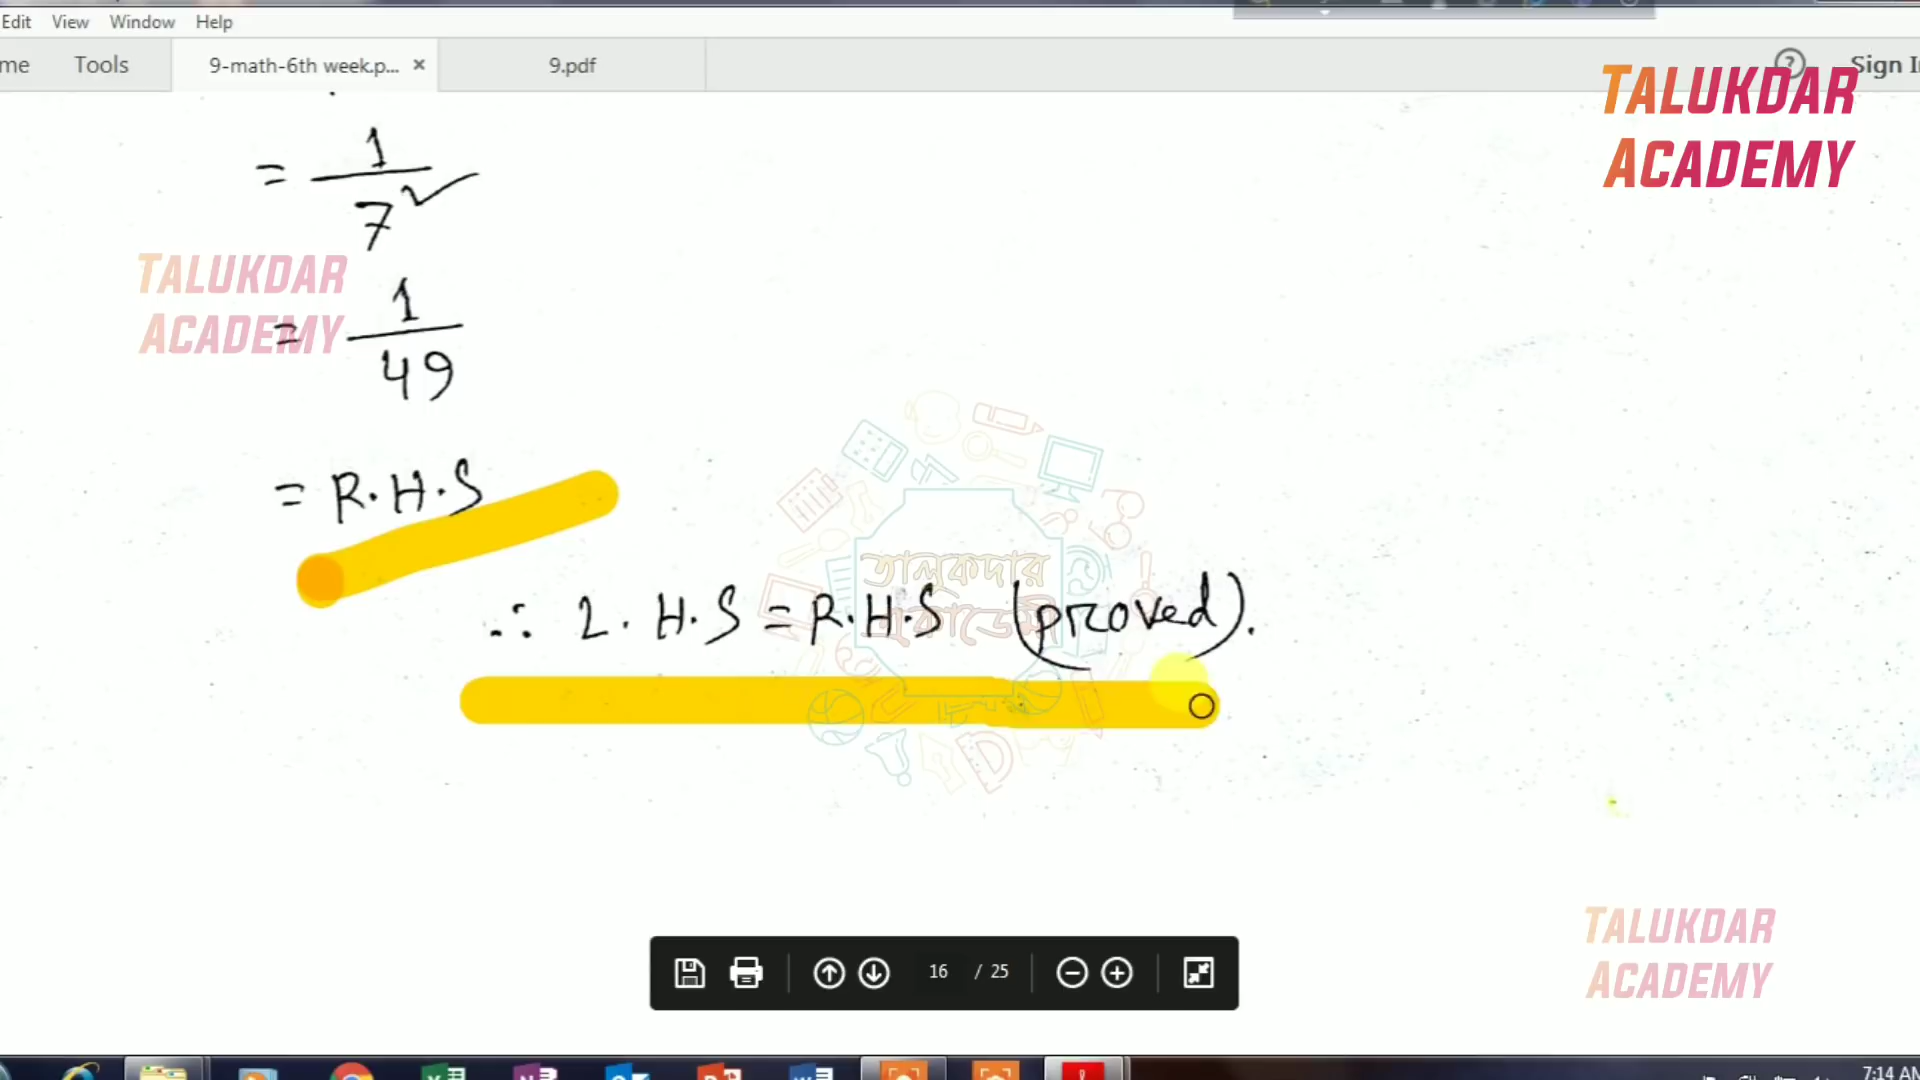 Edit View Window Help
me Tools 9-math-6th week.p... × 9.pdf ? Sign I
TALUKDAR
ACADEMY
= 1/7²
TALUKDAR
ACADEMY
= 1/49
= R.H.S
তালুকদার
একাডেমী
∴ L.H.S = R.H.S (proved).
TALUKDAR
ACADEMY
16 / 25
7:14 AM